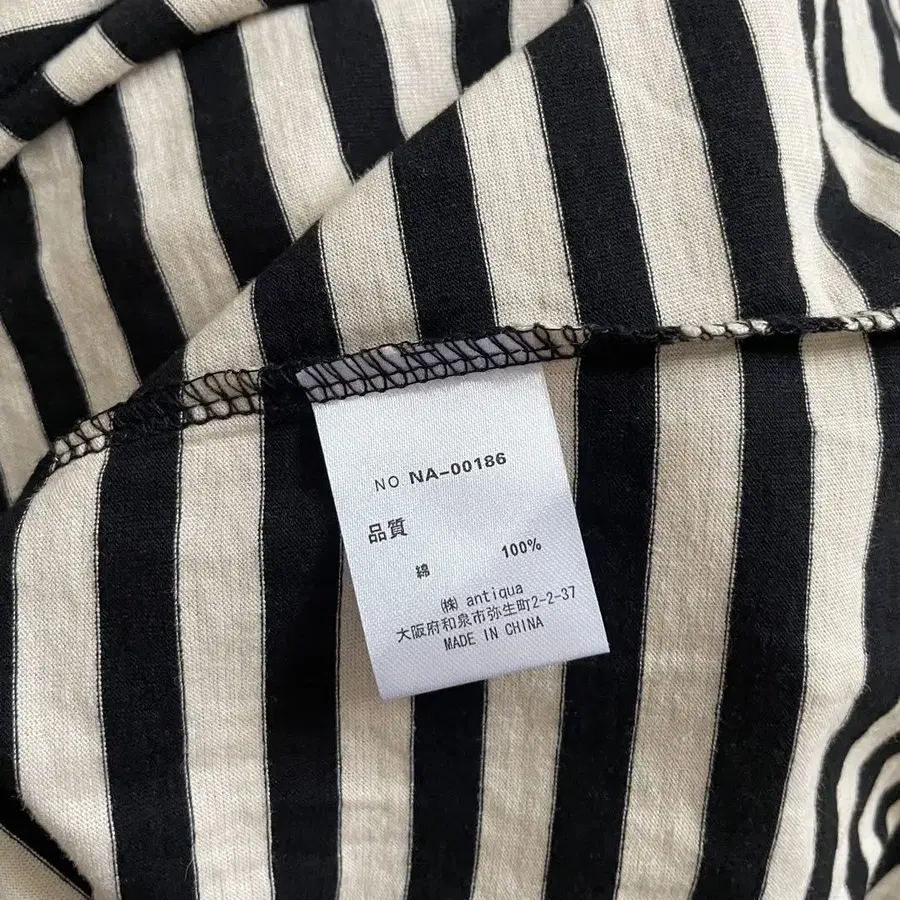 NO NA-00186
品質
綿 100%
㈱ antiqua
大阪府和泉市弥生町2-2-37
MADE IN CHINA